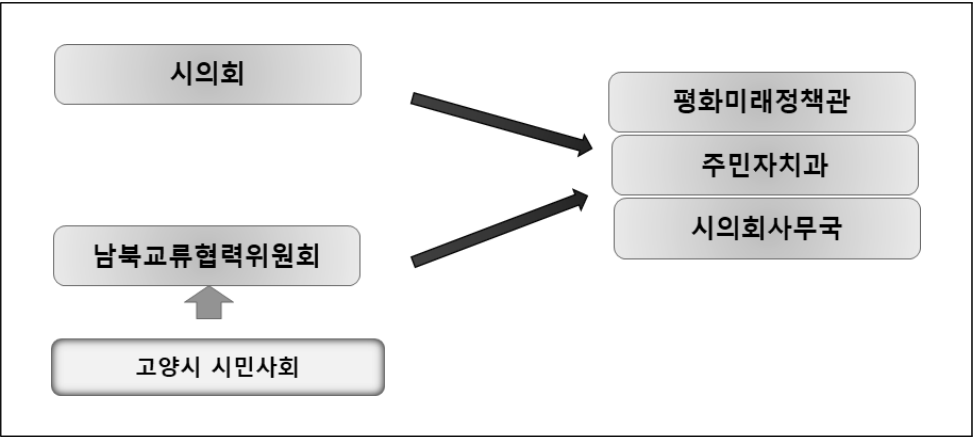 시의회
남북교류협력위원회
고양시 시민사회
평화미래정책관
주민자치과
시의회사무국